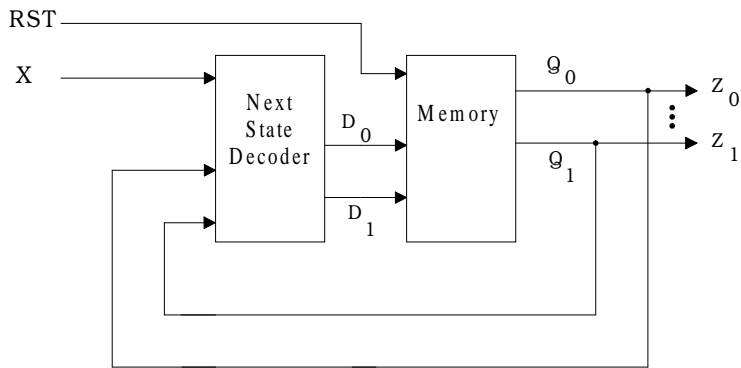 RST
X
Next
State
Decoder
D0
D1
Memory
Q0
Q1
Z0
Z1